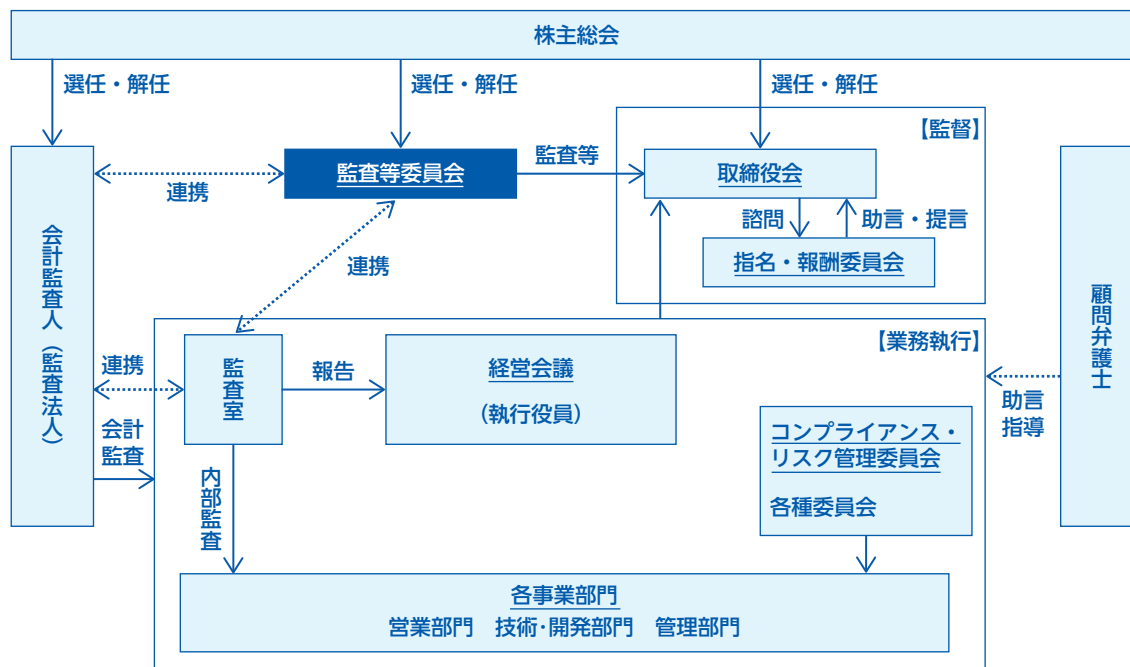 株主総会
選任・解任
選任・解任
選任・解任
【監督】
監査等委員会
監査等
取締役会
連携
諮問
助言・提言
指名・報酬委員会
連携
会計監査人（監査法人）
顧問弁護士
【業務執行】
連携
監査室
報告
経営会議
（執行役員）
助言
指導
会計
監査
コンプライアンス・
リスク管理委員会
各種委員会
内部監査
各事業部門
営業部門　技術・開発部門　管理部門